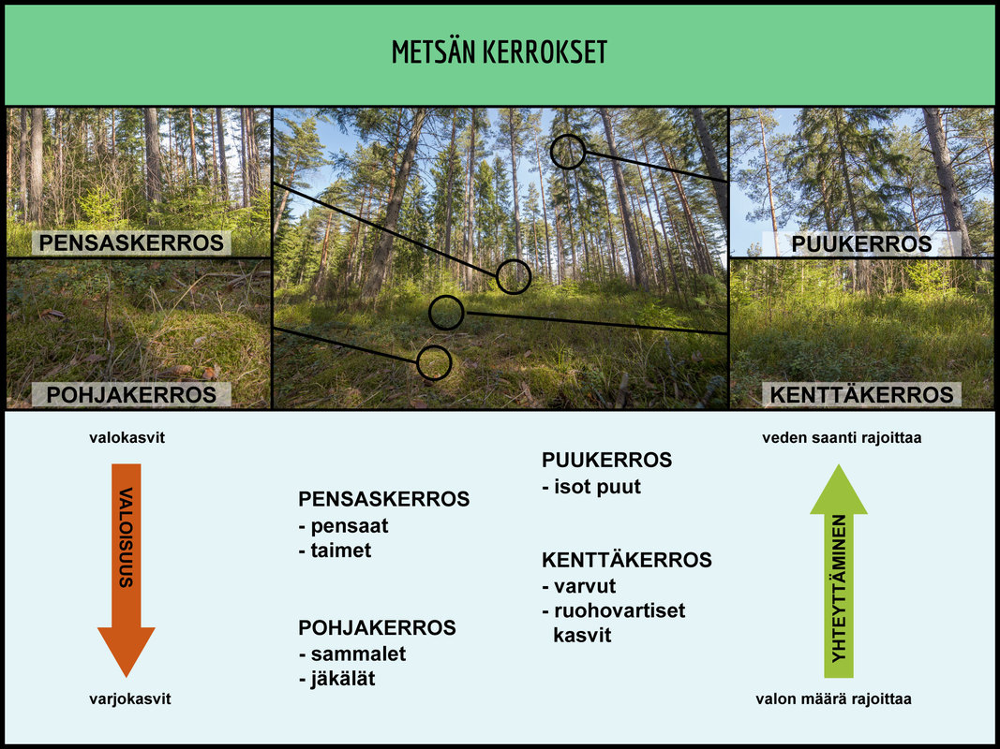 METSÄN KERROKSET
PENSASKERROS
PUUKERROS
POHJAKERROS
KENTTÄKERROS
valokasvit
VALOISUUS
varjokasvit
PENSASKERROS
- pensaat
- taimet
POHJAKERROS
- sammalet
- jäkälät
PUUKERROS
- isot puut
KENTTÄKERROS
- varvut
- ruohovartiset
kasvit
veden saanti rajoittaa
YHTEYTTÄMINEN
valon määrä rajoittaa